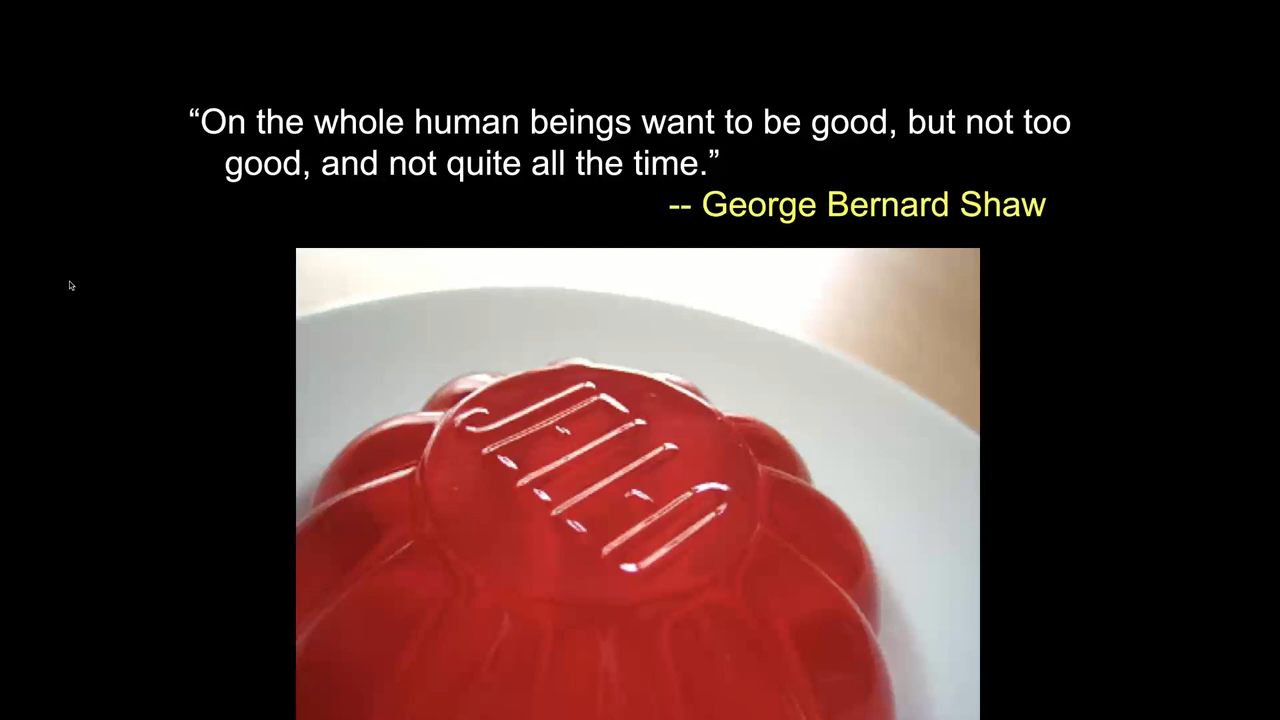 “On the whole human beings want to be good, but not too
good, and not quite all the time.”
-- George Bernard Shaw
JELLO